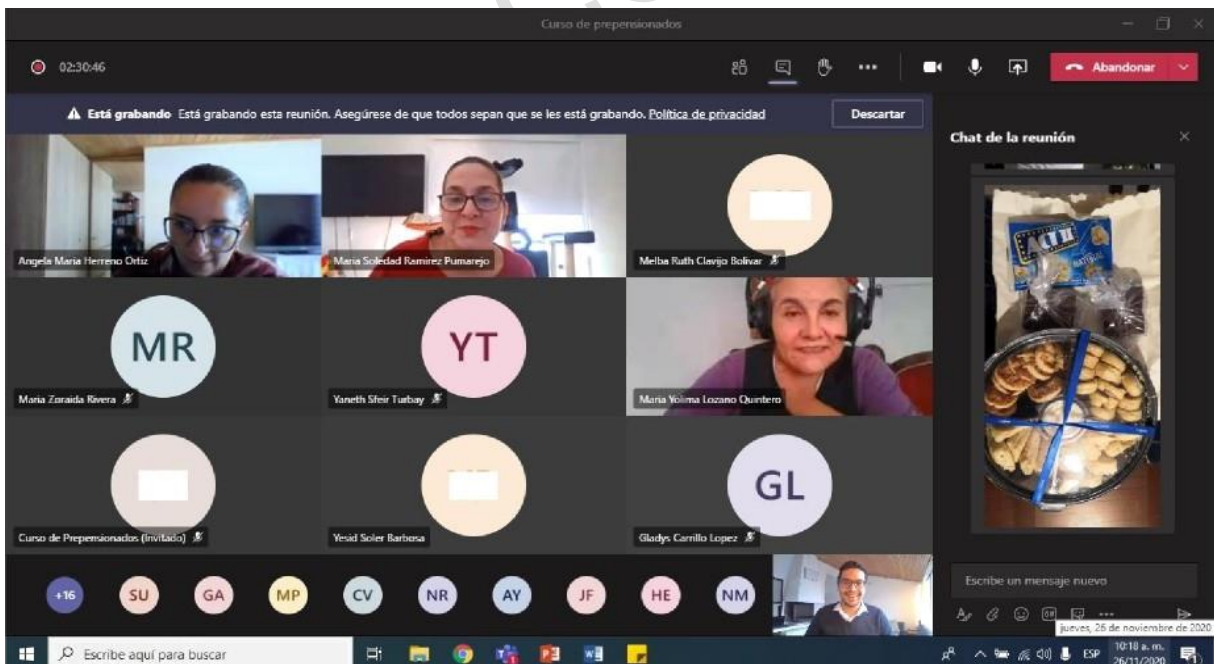 Curso de prepensionados
02:30:46
Abandonar
Está grabando Está grabando esta reunión. Asegúrese de que todos sepan que se les está grabando. Política de privacidad
Descartar
Chat de la reunión
Angela María Herreno Ortiz
Maria Soledad Ramirez Pumarejo
Melba Ruth Clavijo Bolivar
ACT II
NATURAL
MR
YT
Maria Zoraida Rivera
Yaneth Sfeir Turbay
Maria Yolima Lozano Quintero
GL
Curso de Prepensionados (Invitado)
Yesid Soler Barbosa
Gladys Carrillo Lopez
+16
SU
GA
MP
CV
NR
AY
JF
HE
NM
Escribe un mensaje nuevo
jueves, 26 de noviembre de 2020
Escribe aquí para buscar
ESP
10:18 a. m.
26/11/2020